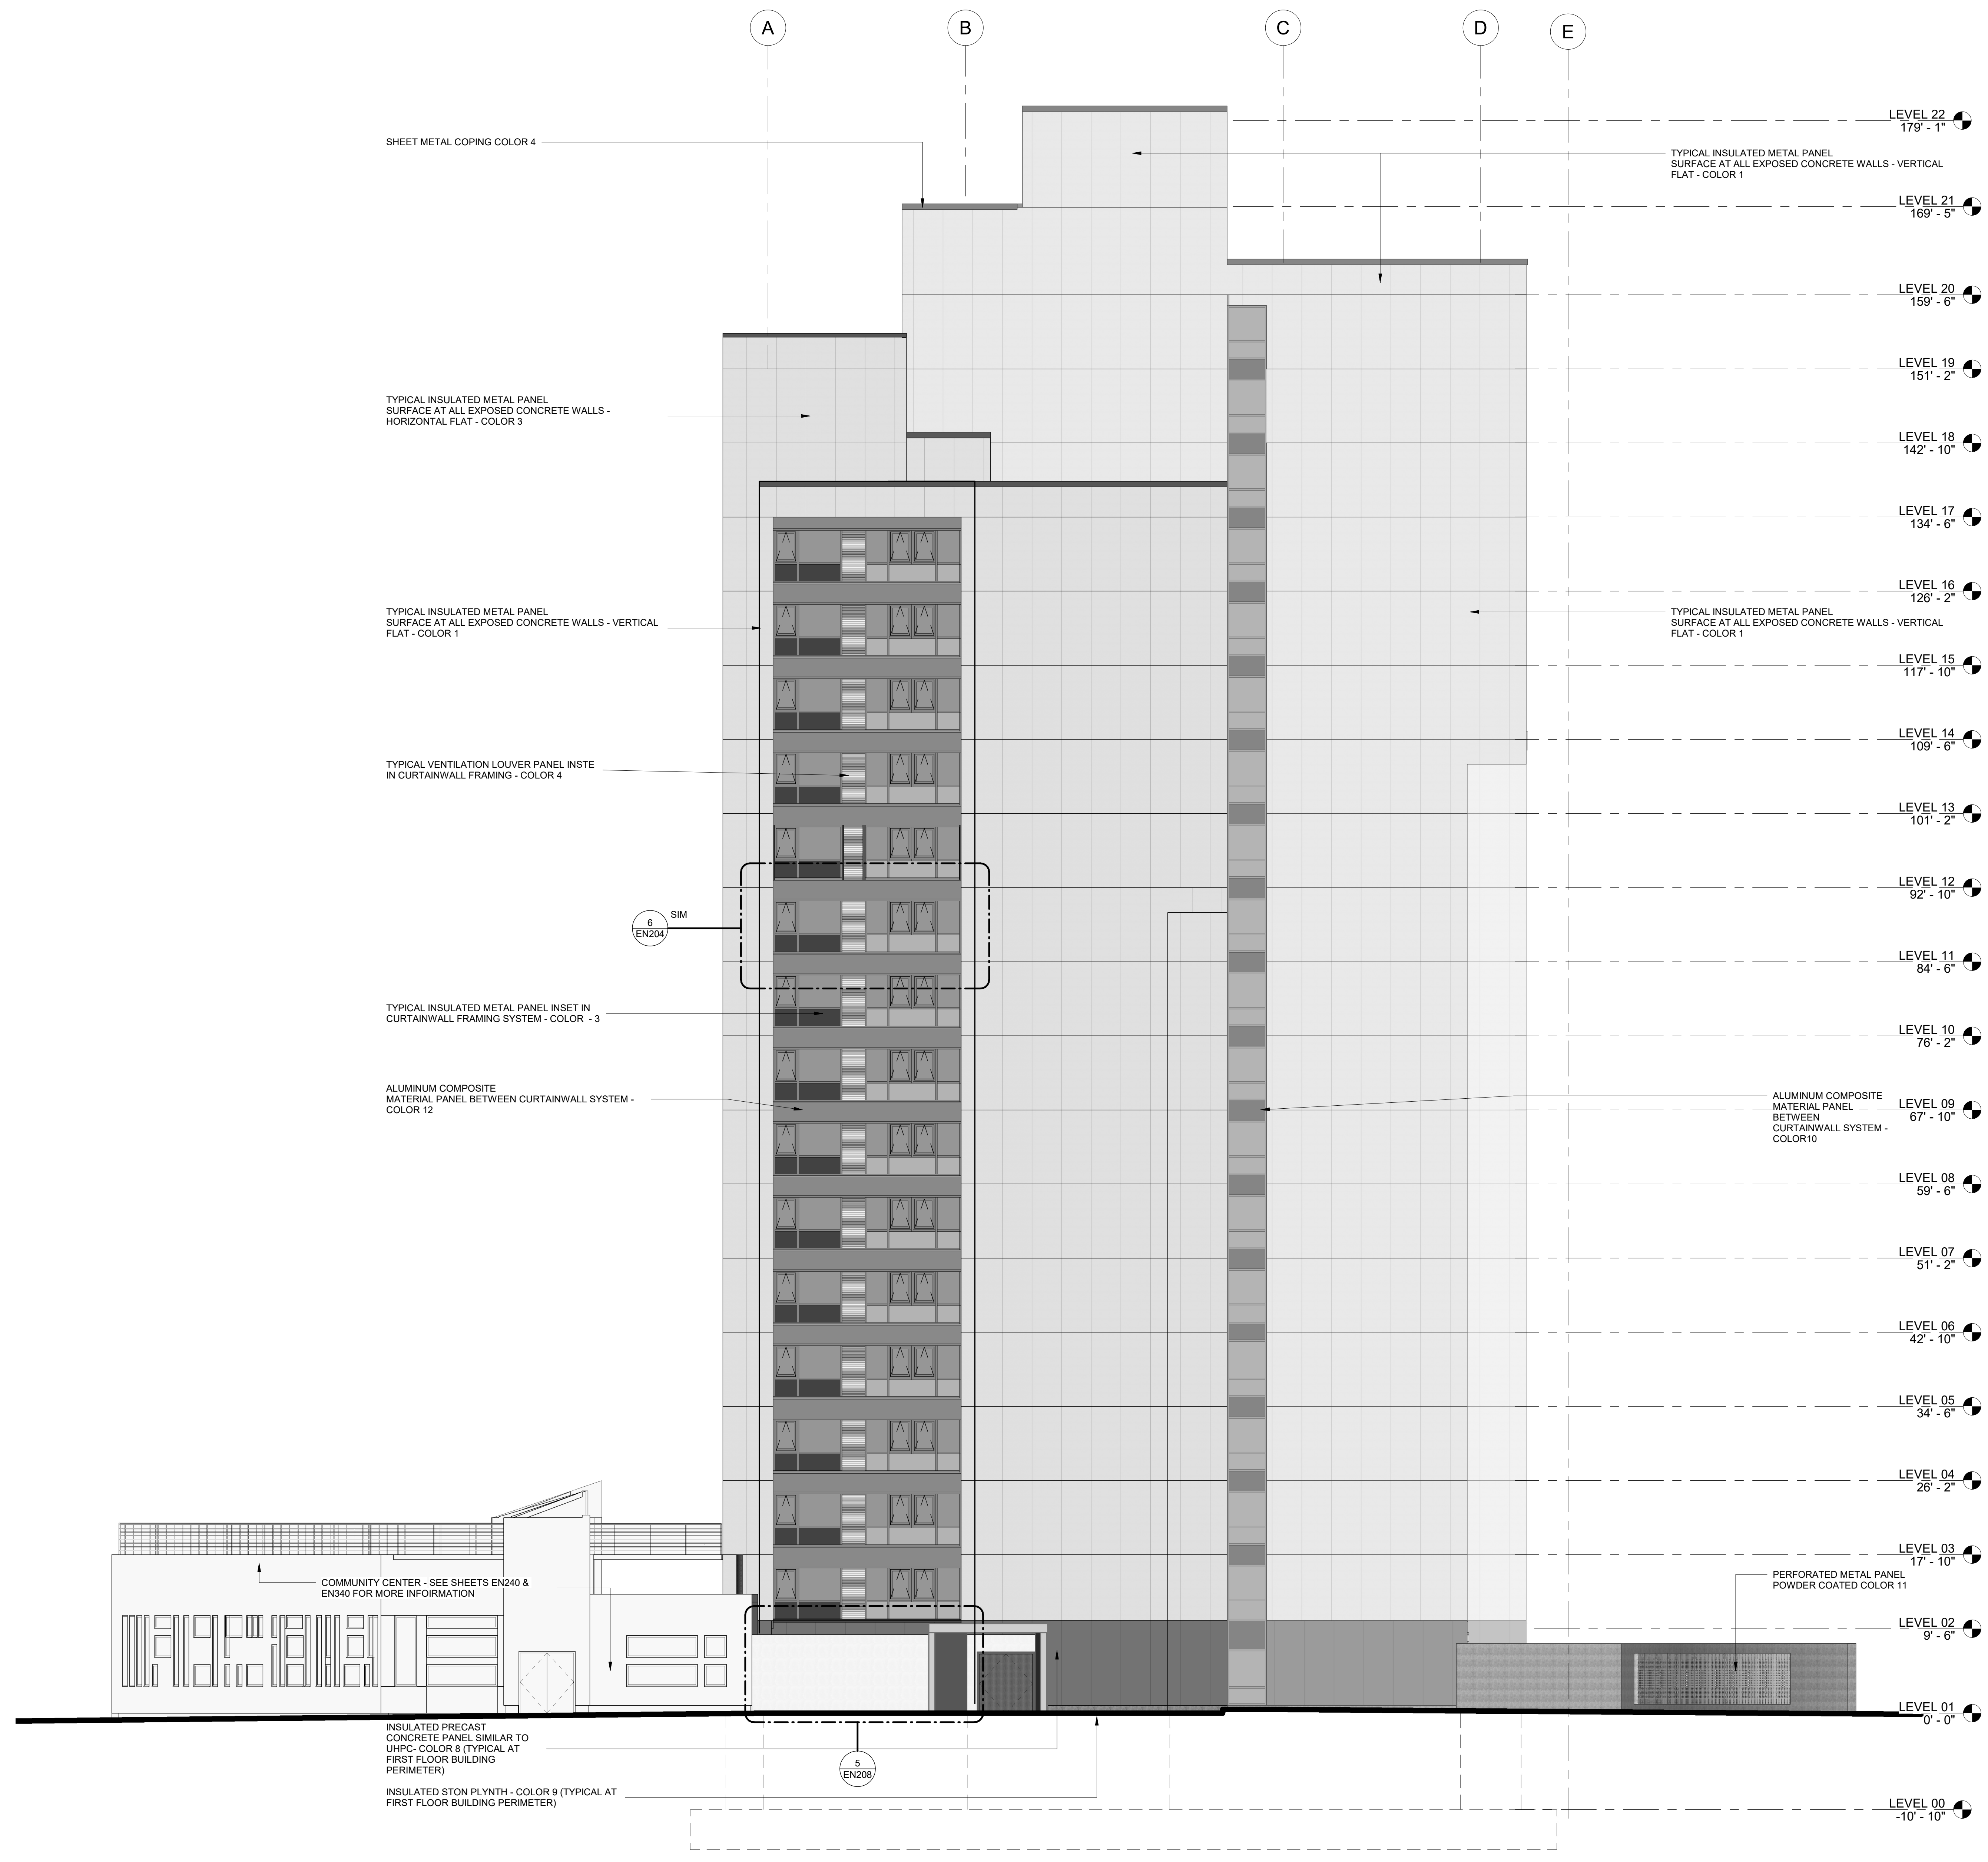 A
B
C
D
E
LEVEL 22
179' - 1"
SHEET METAL COPING COLOR 4
TYPICAL INSULATED METAL PANEL
SURFACE AT ALL EXPOSED CONCRETE WALLS - VERTICAL
FLAT - COLOR 1
LEVEL 21
169' - 5"
LEVEL 20
159' - 6"
LEVEL 19
151' - 2"
TYPICAL INSULATED METAL PANEL
SURFACE AT ALL EXPOSED CONCRETE WALLS -
HORIZONTAL FLAT - COLOR 3
LEVEL 18
142' - 10"
LEVEL 17
134' - 6"
LEVEL 16
126' - 2"
TYPICAL INSULATED METAL PANEL
SURFACE AT ALL EXPOSED CONCRETE WALLS - VERTICAL
FLAT - COLOR 1
TYPICAL INSULATED METAL PANEL
SURFACE AT ALL EXPOSED CONCRETE WALLS - VERTICAL
FLAT - COLOR 1
LEVEL 15
117' - 10"
LEVEL 14
109' - 6"
TYPICAL VENTILATION LOUVER PANEL INSTE
IN CURTAINWALL FRAMING - COLOR 4
LEVEL 13
101' - 2"
LEVEL 12
92' - 10"
6
EN204
SIM
LEVEL 11
84' - 6"
TYPICAL INSULATED METAL PANEL INSET IN
CURTAINWALL FRAMING SYSTEM - COLOR - 3
LEVEL 10
76' - 2"
ALUMINUM COMPOSITE
MATERIAL PANEL BETWEEN CURTAINWALL SYSTEM -
COLOR 12
ALUMINUM COMPOSITE
MATERIAL PANEL
BETWEEN
CURTAINWALL SYSTEM -
COLOR10
LEVEL 09
67' - 10"
LEVEL 08
59' - 6"
LEVEL 07
51' - 2"
LEVEL 06
42' - 10"
LEVEL 05
34' - 6"
LEVEL 04
26' - 2"
LEVEL 03
17' - 10"
COMMUNITY CENTER - SEE SHEETS EN240 &
EN340 FOR MORE INFOIRMATION
PERFORATED METAL PANEL
POWDER COATED COLOR 11
LEVEL 02
9' - 6"
LEVEL 01
0' - 0"
INSULATED PRECAST
CONCRETE PANEL SIMILAR TO
UHPC- COLOR 8 (TYPICAL AT
FIRST FLOOR BUILDING
PERIMETER)
5
EN208
INSULATED STON PLYNTH - COLOR 9 (TYPICAL AT
FIRST FLOOR BUILDING PERIMETER)
LEVEL 00
-10' - 10"